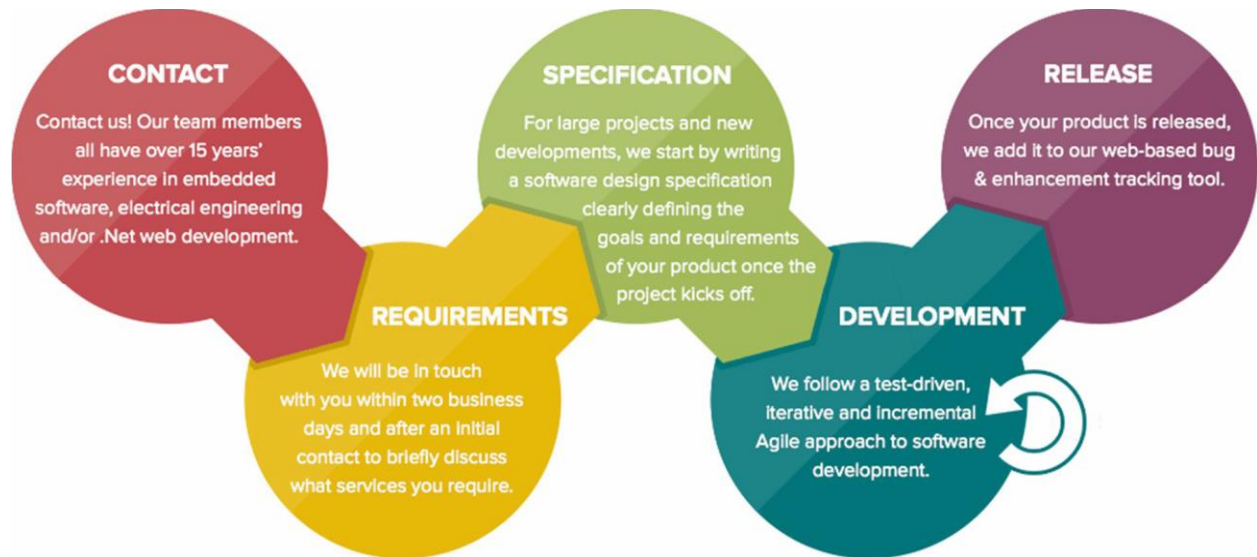 CONTACT
Contact us! Our team members
all have over 15 years’
experience in embedded
software, electrical engineering
and/or .Net web development.
REQUIREMENTS
We will be in touch
with you within two business
days and after an initial
contact to briefly discuss
what services you require.
SPECIFICATION
For large projects and new
developments, we start by writing
a software design specification
clearly defining the
goals and requirements
of your product once the
project kicks off.
DEVELOPMENT
We follow a test-driven,
iterative and incremental
Agile approach to software
development.
RELEASE
Once your product is released,
we add it to our web-based bug
& enhancement tracking tool.